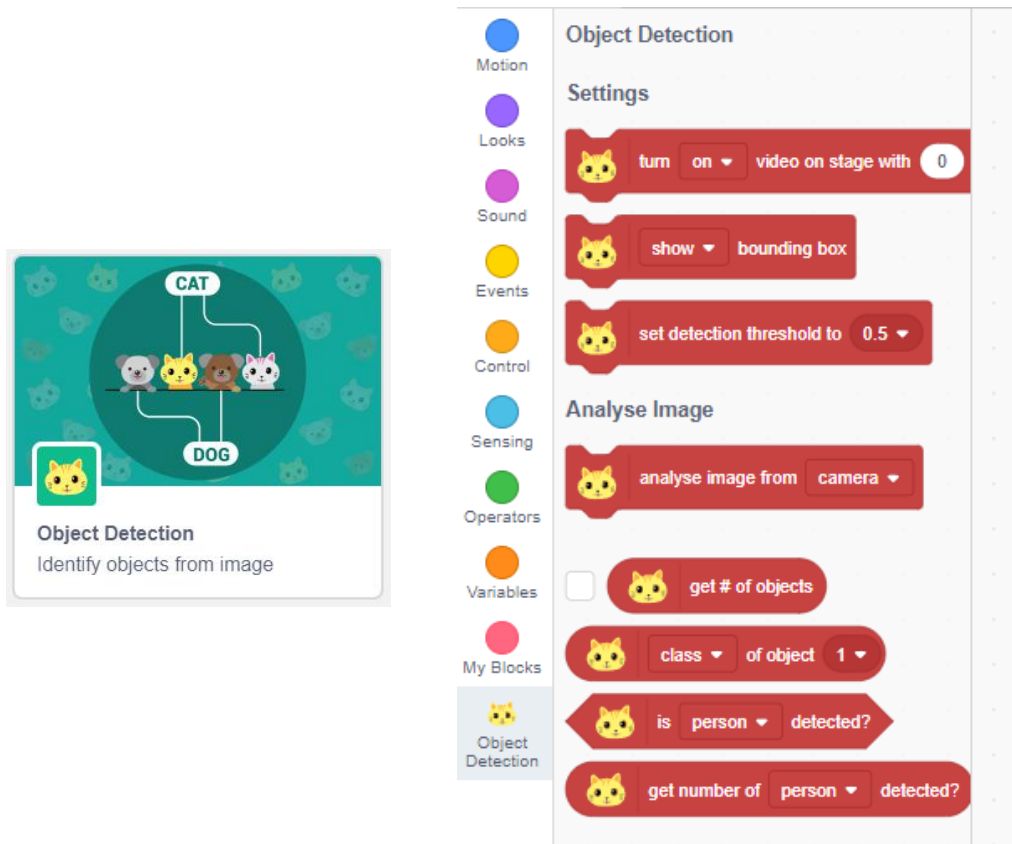 CAT
DOG
Object Detection
Identify objects from image
Motion
Looks
Sound
Events
Control
Sensing
Operators
Variables
My Blocks
Object
Detection
Object Detection
Settings
turn on video on stage with 0
show bounding box
set detection threshold to 0.5
Analyse Image
analyse image from camera
get # of objects
class of object 1
is person detected?
get number of person detected?